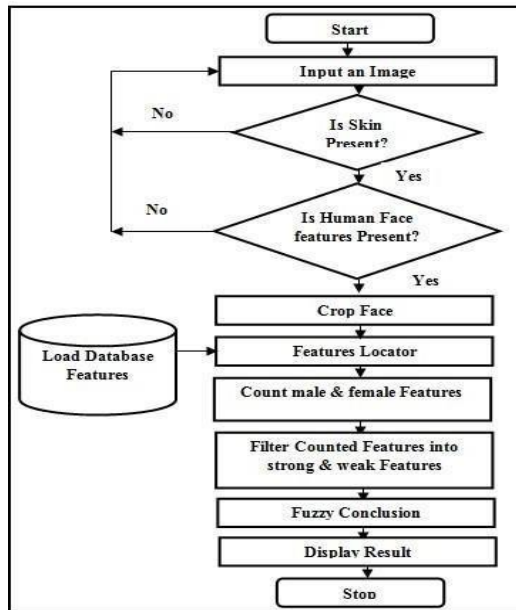 Start
Input an Image
No
Is Skin
Present?
Yes
No
Is Human Face
features Present?
Yes
Crop Face
Load Database
Features
Features Locator
Count male & female Features
Filter Counted Features into
strong & weak Features
Fuzzy Conclusion
Display Result
Stop